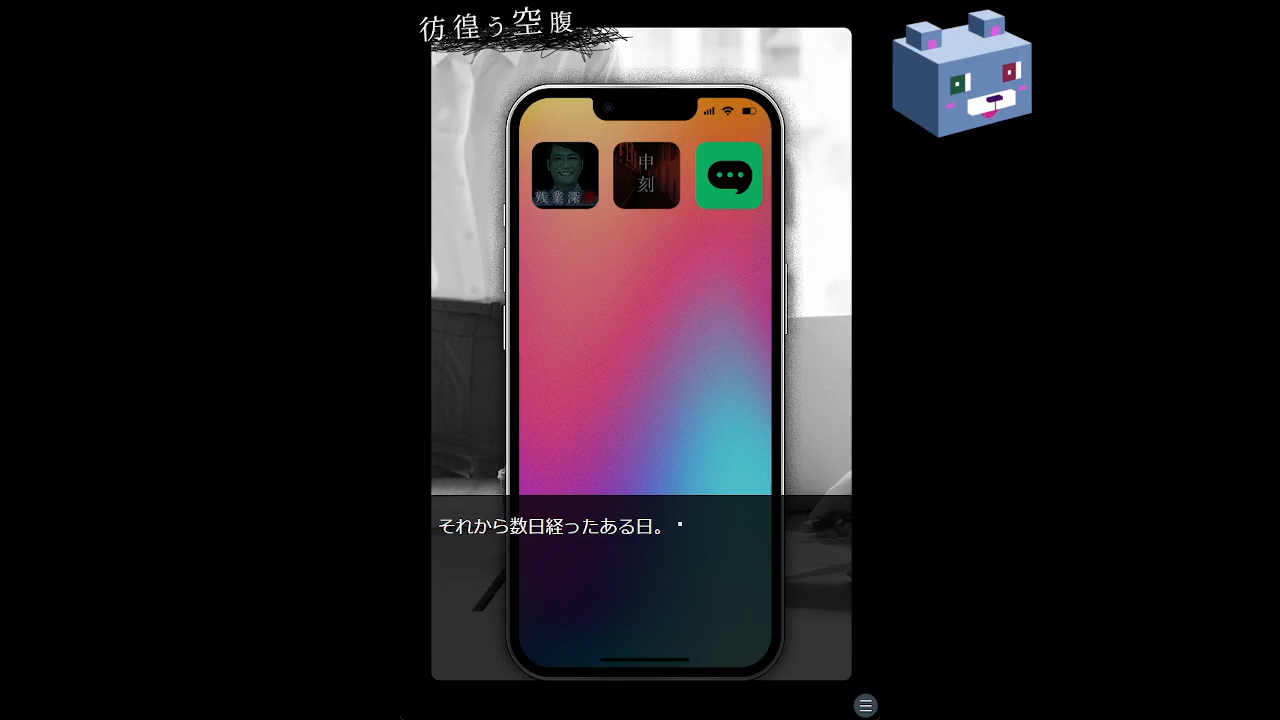 彷徨う空腹
残業深
申
刻
それから数日経ったある日。